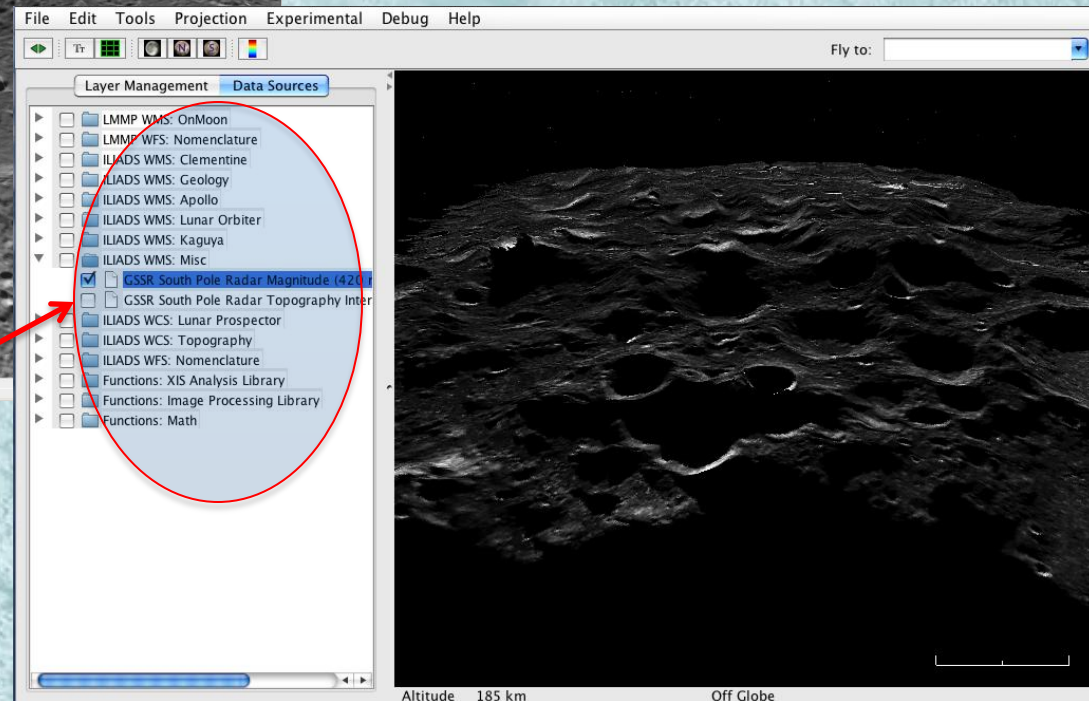 File Edit Tools Projection Experimental Debug Help
Tr N S Fly to:
Layer Management Data Sources
LMMP WMS: OnMoon
LMMP WFS: Nomenclature
ILIADS WMS: Clementine
ILIADS WMS: Geology
ILIADS WMS: Apollo
ILIADS WMS: Lunar Orbiter
ILIADS WMS: Kaguya
ILIADS WMS: Misc
GSSR South Pole Radar Magnitude (420
GSSR South Pole Radar Topography Inter
ILIADS WCS: Lunar Prospector
ILIADS WCS: Topography
ILIADS WFS: Nomenclature
Functions: XIS Analysis Library
Functions: Image Processing Library
Functions: Math
Altitude 185 km Off Globe